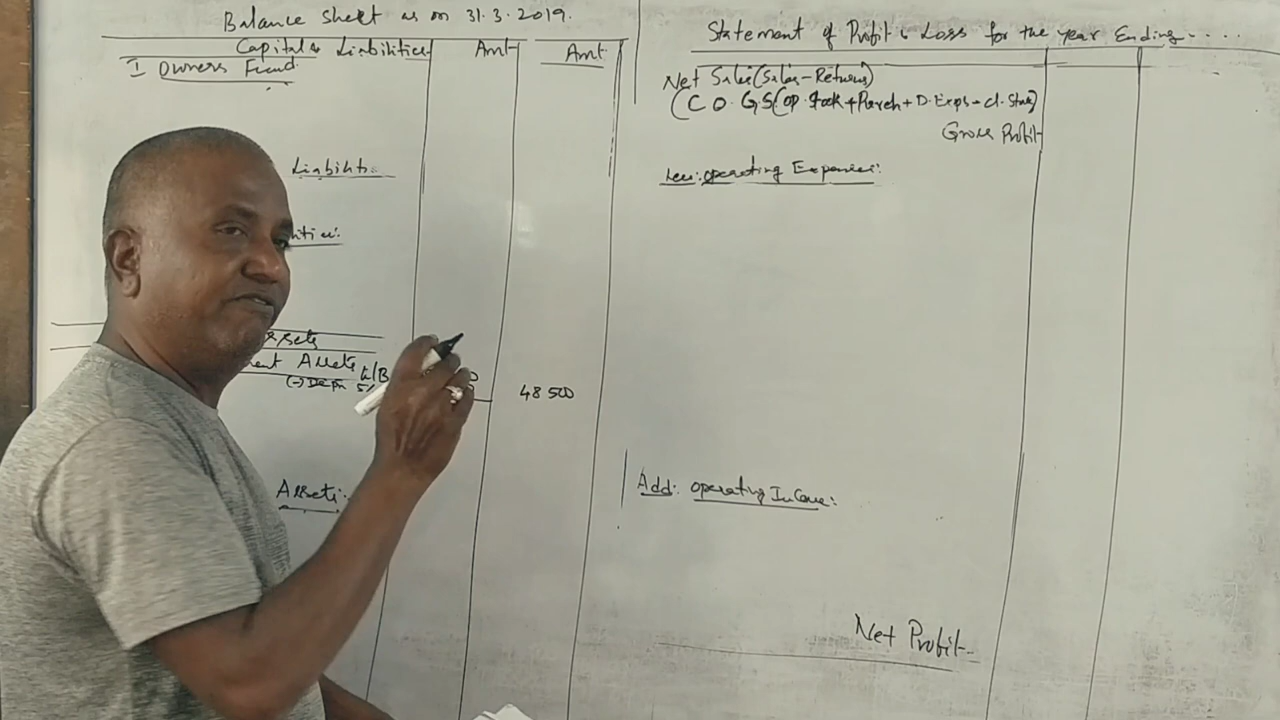 Balance Sheet as on 31.3.2019.
Capital & Liabilities Amt Amt
I Owners Fund
Liabiliti..
ities:
Assets
ent Assets L/B
(-) Depn 5%
48 500
Assets:
Statement of Profit & Loss for the year Ending....
Net Sales (Sales - Returns)
(C O.G.S (Op. Stock + Purch + D. Exps - Cl. Stock)
Gross Profit
Less: operating Expenses:
Add: operating Income:
Net Profit